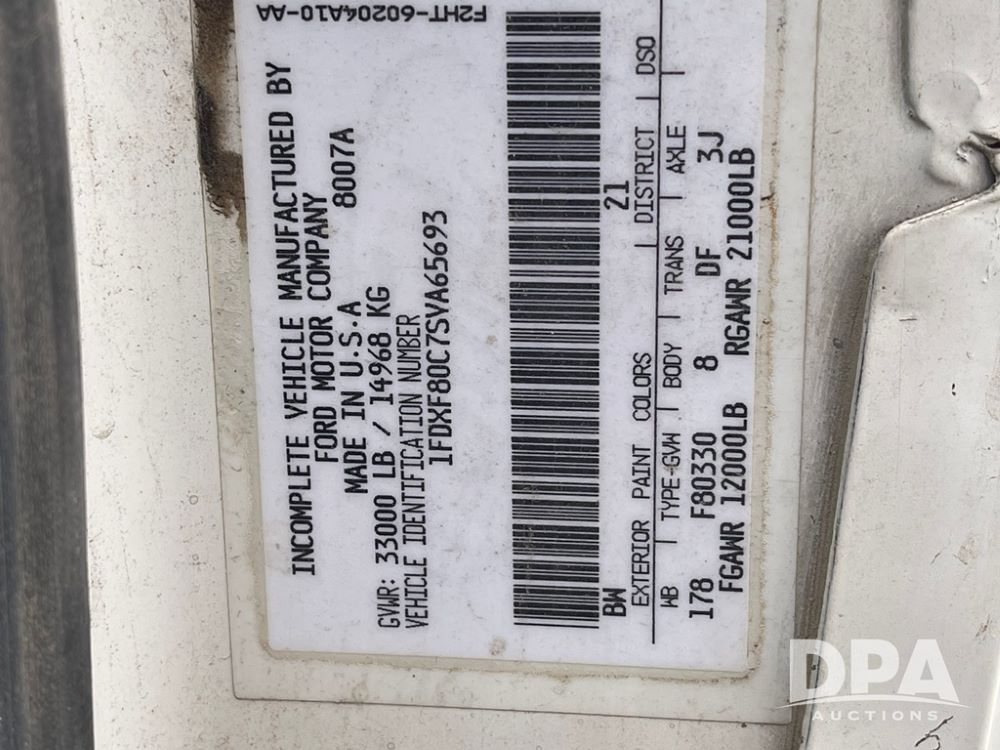 F2HT-60204A10-AA
INCOMPLETE VEHICLE MANUFACTURED BY
FORD MOTOR COMPANY
MADE IN U.S.A 8007A
GVWR: 33000 LB / 14968 KG
VEHICLE IDENTIFICATION NUMBER
1FDXF80C7SVA65693
BW 21
EXTERIOR PAINT COLORS DISTRICT DSO
WB TYPE-GVW BODY TRANS AXLE
178 F80330 8 DF 3J
FGAWR 12000LB RGAWR 21000LB
DPA
AUCTIONS